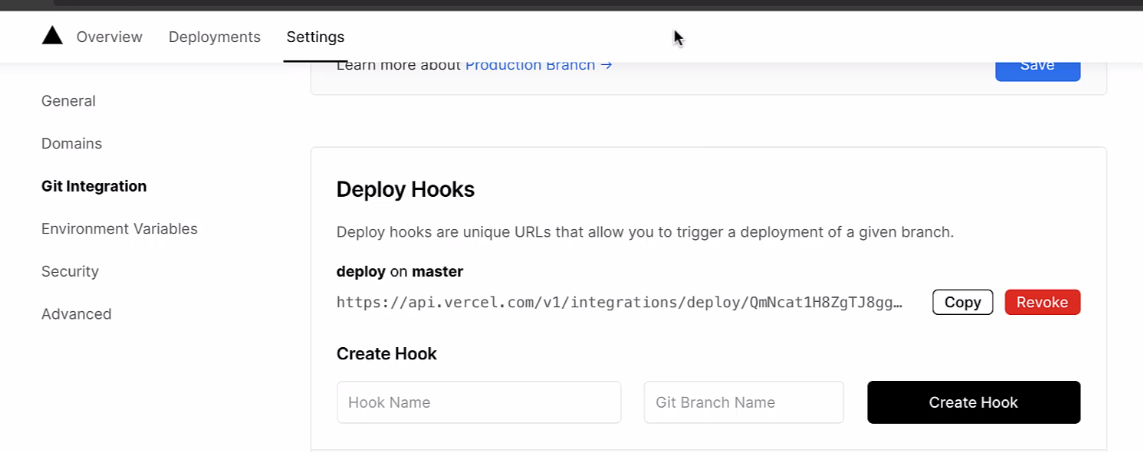 Overview Deployments Settings
Learn more about Production Branch →
Save
General
Domains
Git Integration
Environment Variables
Security
Advanced
Deploy Hooks
Deploy hooks are unique URLs that allow you to trigger a deployment of a given branch.
deploy on master
https://api.vercel.com/v1/integrations/deploy/QmNcat1H8ZgTJ8gg… Copy Revoke
Create Hook
Hook Name Git Branch Name Create Hook